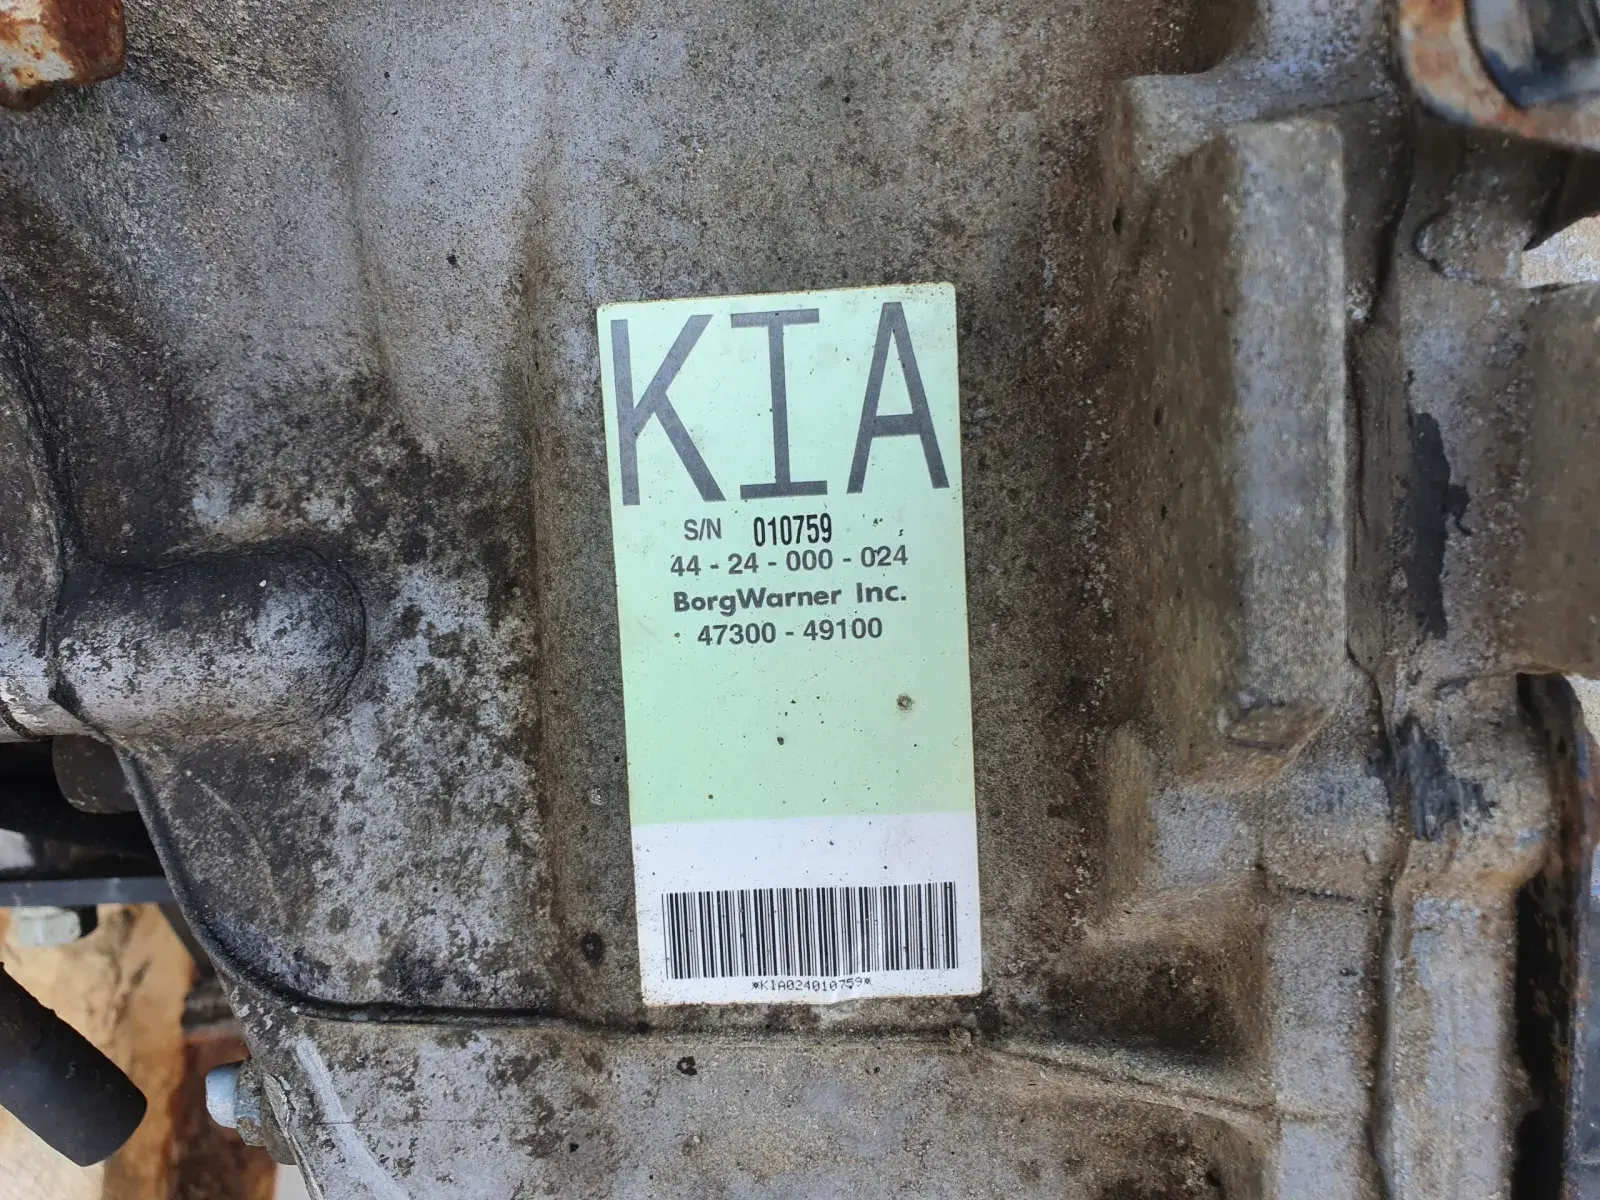 KIA
S/N 010759
44 - 24 - 000 - 024
BorgWarner Inc.
47300 - 49100
*KIA024010759*